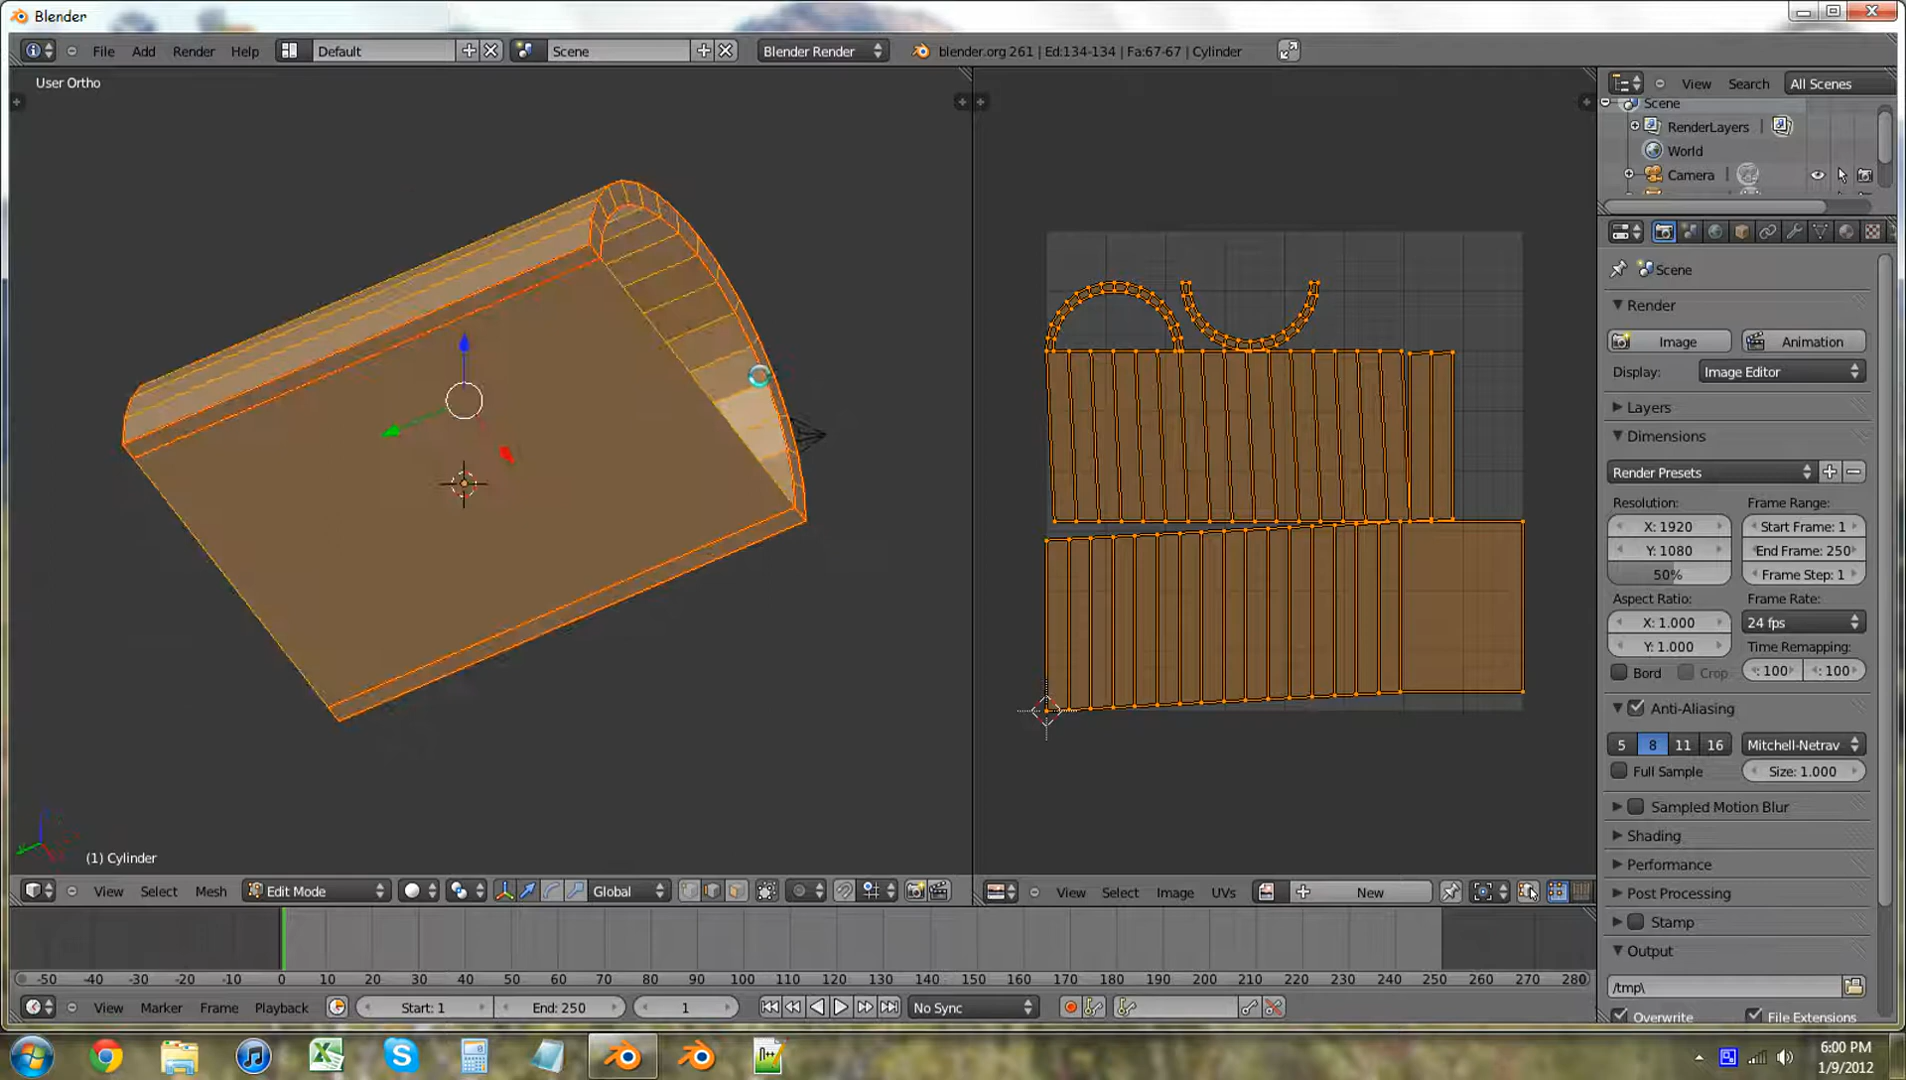 Blender
File Add Render Help Default Scene Blender Render blender.org 261 | Ed:134-134 | Fa:67-67 | Cylinder
User Ortho
View Search All Scenes
Scene
RenderLayers |
World
Camera |
Scene
Render
Image Animation
Display: Image Editor
Layers
Dimensions
Render Presets
Resolution: Frame Range:
X: 1920 Start Frame: 1
Y: 1080 End Frame: 250
50% Frame Step: 1
Aspect Ratio: Frame Rate:
X: 1.000 24 fps
Y: 1.000 Time Remapping:
Bord Crop : 100 : 100
Anti-Aliasing
5 8 11 16 Mitchell-Netrav
Full Sample Size: 1.000
Sampled Motion Blur
Shading
Performance
Post Processing
Stamp
Output
/tmp\
Overwrite File Extensions
(1) Cylinder
View Select Mesh Edit Mode Global
View Select Image UVs New
-50 -40 -30 -20 -10 0 10 20 30 40 50 60 70 80 90 100 110 120 130 140 150 160 170 180 190 200 210 220 230 240 250 260 270 280
View Marker Frame Playback Start: 1 End: 250 1 No Sync
6:00 PM
1/9/2012